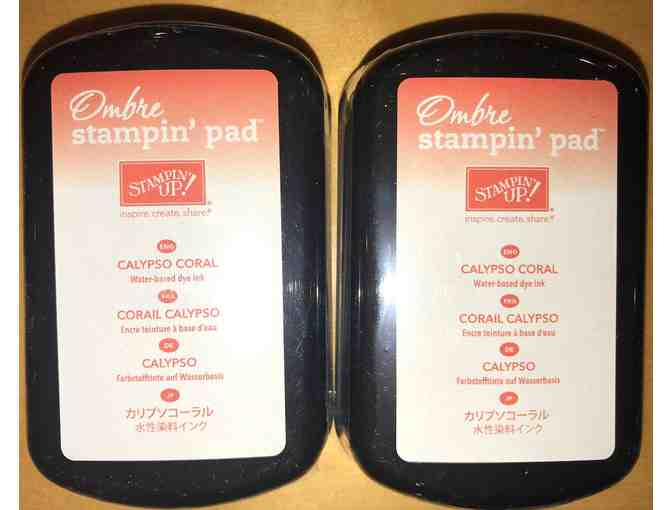 Ombre
stampin' pad™
STAMPIN'
UP!®
inspire. create. share.®
ENG
CALYPSO CORAL
Water-based dye ink
FRA
CORAIL CALYPSO
Encre teinture à base d'eau
DE
CALYPSO
Farbstofftinte auf Wasserbasis
JP
カリプソコーラル
水性染料インク
Ombre
stampin' pad™
STAMPIN'
UP!®
inspire. create. share.®
ENG
CALYPSO CORAL
Water-based dye ink
FRA
CORAIL CALYPSO
Encre teinture à base d'eau
DE
CALYPSO
Farbstofftinte auf Wasserbasis
JP
カリプソコーラル
水性染料インク